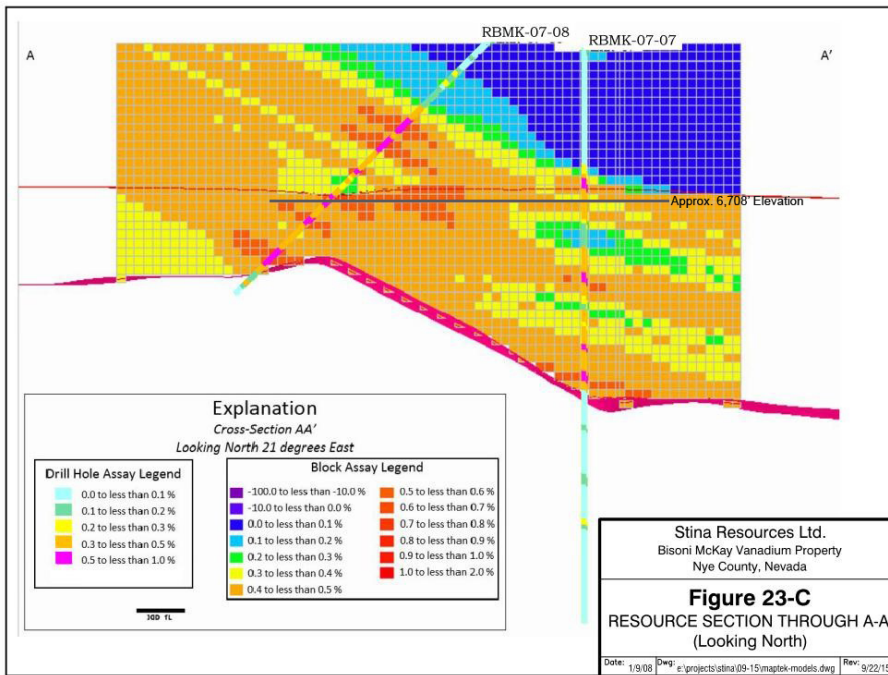 RBMK-07-08
RBMK-07-07
A
A'
Approx. 6,708' Elevation
Explanation
Cross-Section AA'
Looking North 21 degrees East
Drill Hole Assay Legend
0.0 to less than 0.1 %
0.1 to less than 0.2 %
0.2 to less than 0.3 %
0.3 to less than 0.5 %
0.5 to less than 1.0 %
Block Assay Legend
-100.0 to less than -10.0 %
-10.0 to less than 0.0 %
0.0 to less than 0.1 %
0.1 to less than 0.2 %
0.2 to less than 0.3 %
0.3 to less than 0.4 %
0.4 to less than 0.5 %
0.5 to less than 0.6 %
0.6 to less than 0.7 %
0.7 to less than 0.8 %
0.8 to less than 0.9 %
0.9 to less than 1.0 %
1.0 to less than 2.0 %
Stina Resources Ltd.
Bisoni McKay Vanadium Property
Nye County, Nevada
Figure 23-C
RESOURCE SECTION THROUGH A-A
(Looking North)
Date: 1/9/08 Dwg: e:\projects\stina\09-15\maptek-models.dwg Rev: 9/22/15